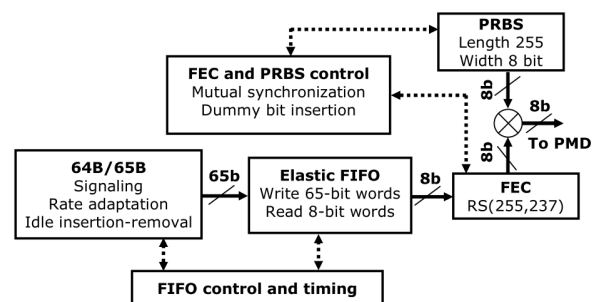 PRBS
Length 255
Width 8 bit
FEC and PRBS control
Mutual synchronization
Dummy bit insertion
8b
8b
To PMD
8b
64B/65B
Signaling
Rate adaptation
Idle insertion-removal
65b
Elastic FIFO
Write 65-bit words
Read 8-bit words
8b
FEC
RS(255,237)
FIFO control and timing